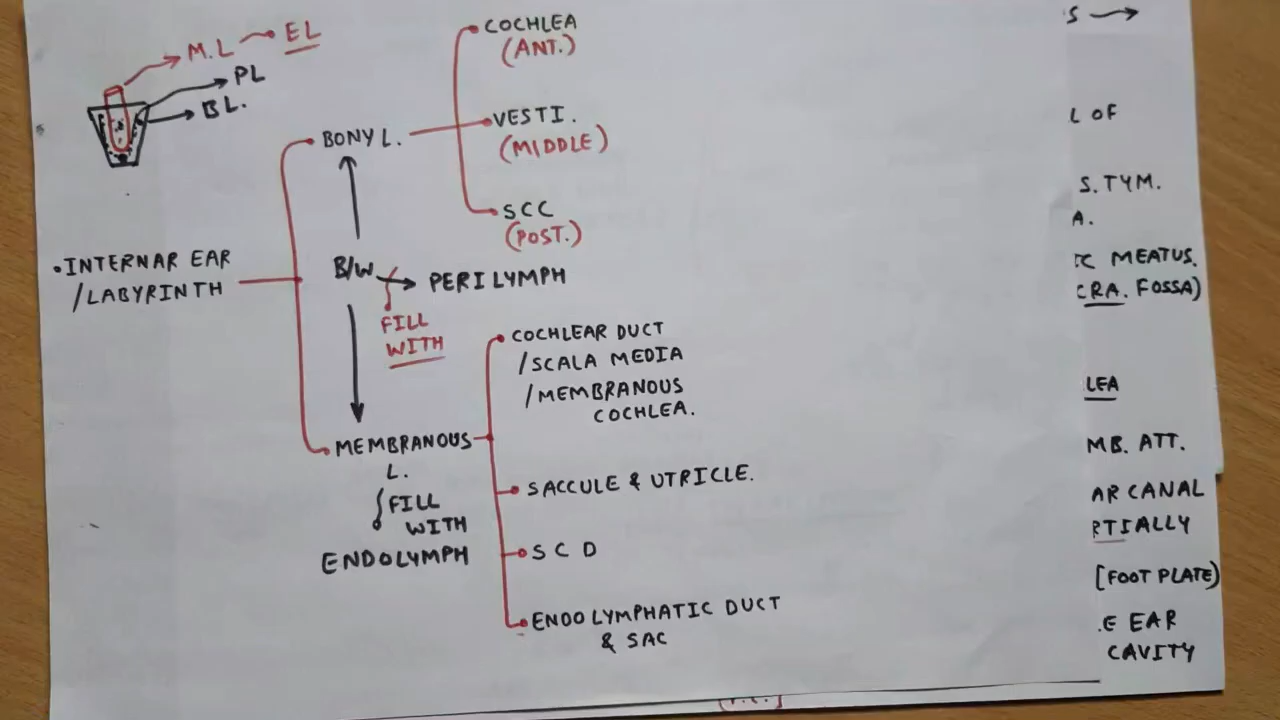 M.L EL
PL
B L.
COCHLEA
(ANT.)
BONY L.
VESTI.
(MIDDLE)
SCC
(POST.)
•INTERNAR EAR
/LABYRINTH
B/W
PERILYMPH
FILL
WITH
MEMBRANOUS
L.
FILL
WITH
ENDOLYMPH
COCHLEAR DUCT
/SCALA MEDIA
/MEMBRANOUS
COCHLEA.
SACCULE & UTRICLE.
S C D
ENDOLYMPHATIC DUCT
& SAC
S
L OF
S. TYM.
A.
IC MEATUS.
CRA. FOSSA)
LEA
MB. ATT.
AR CANAL
RTIALLY
[FOOT PLATE)
.E EAR
CAVITY